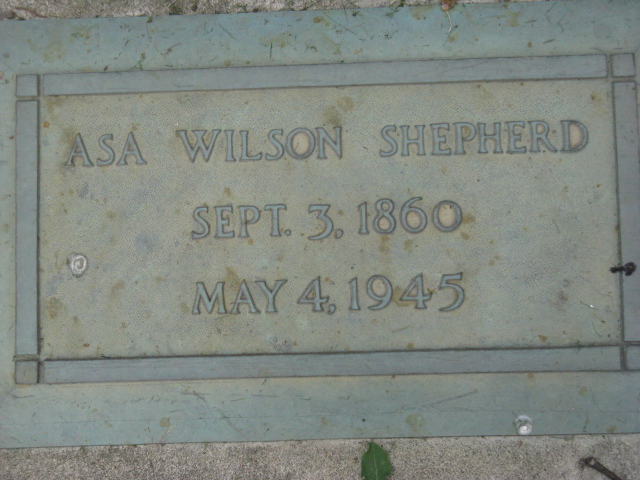 ASA WILSON SHEPHERD
SEPT. 3, 1860
MAY 4, 1945